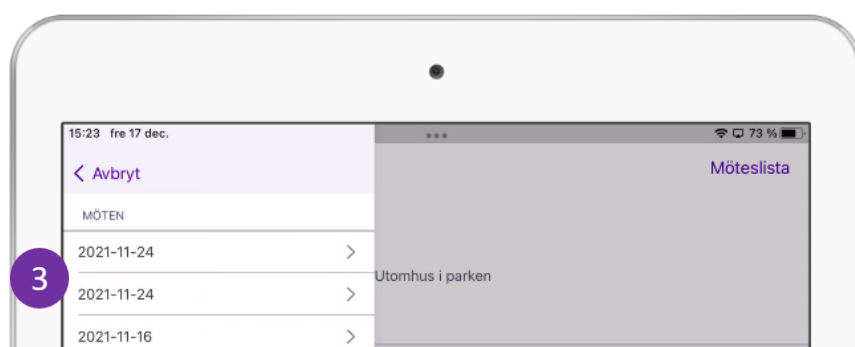 15:23 fre 17 dec.
73 %
Avbryt
Möteslista
MÖTEN
2021-11-24
Utomhus i parken
3
2021-11-24
2021-11-16